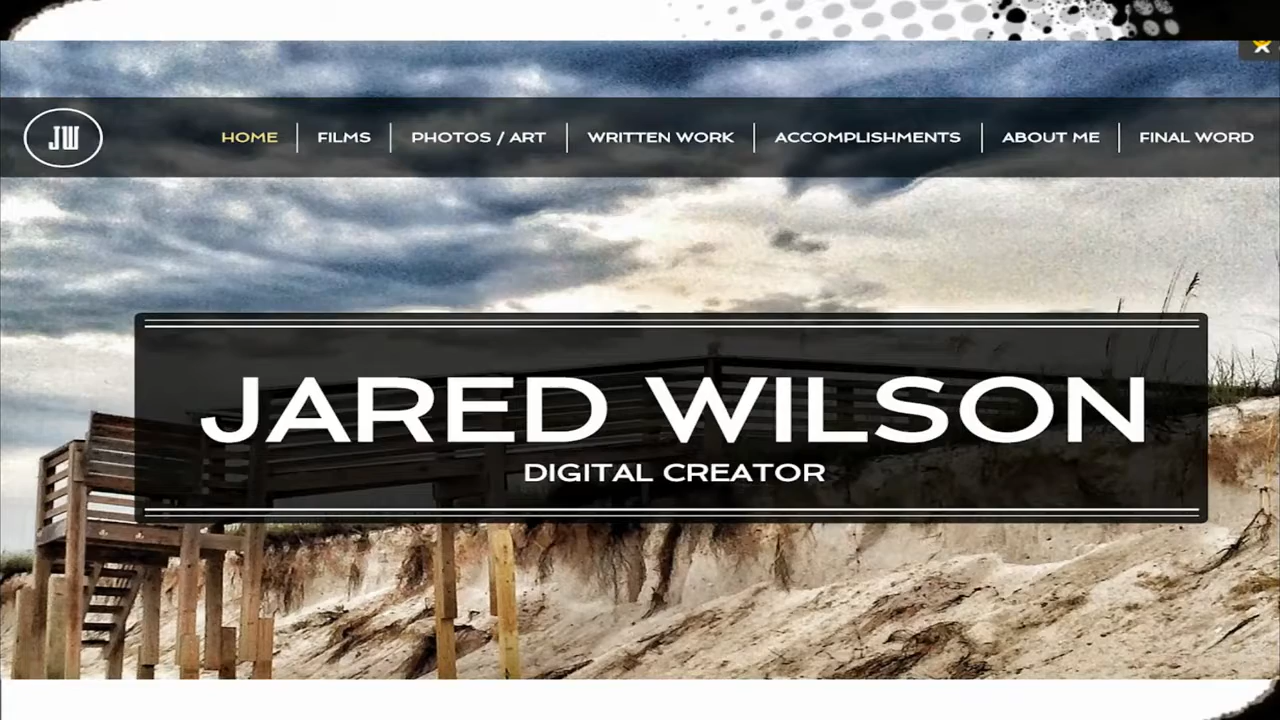 JW
HOME
FILMS
PHOTOS / ART
WRITTEN WORK
ACCOMPLISHMENTS
ABOUT ME
FINAL WORD
JARED WILSON
DIGITAL CREATOR